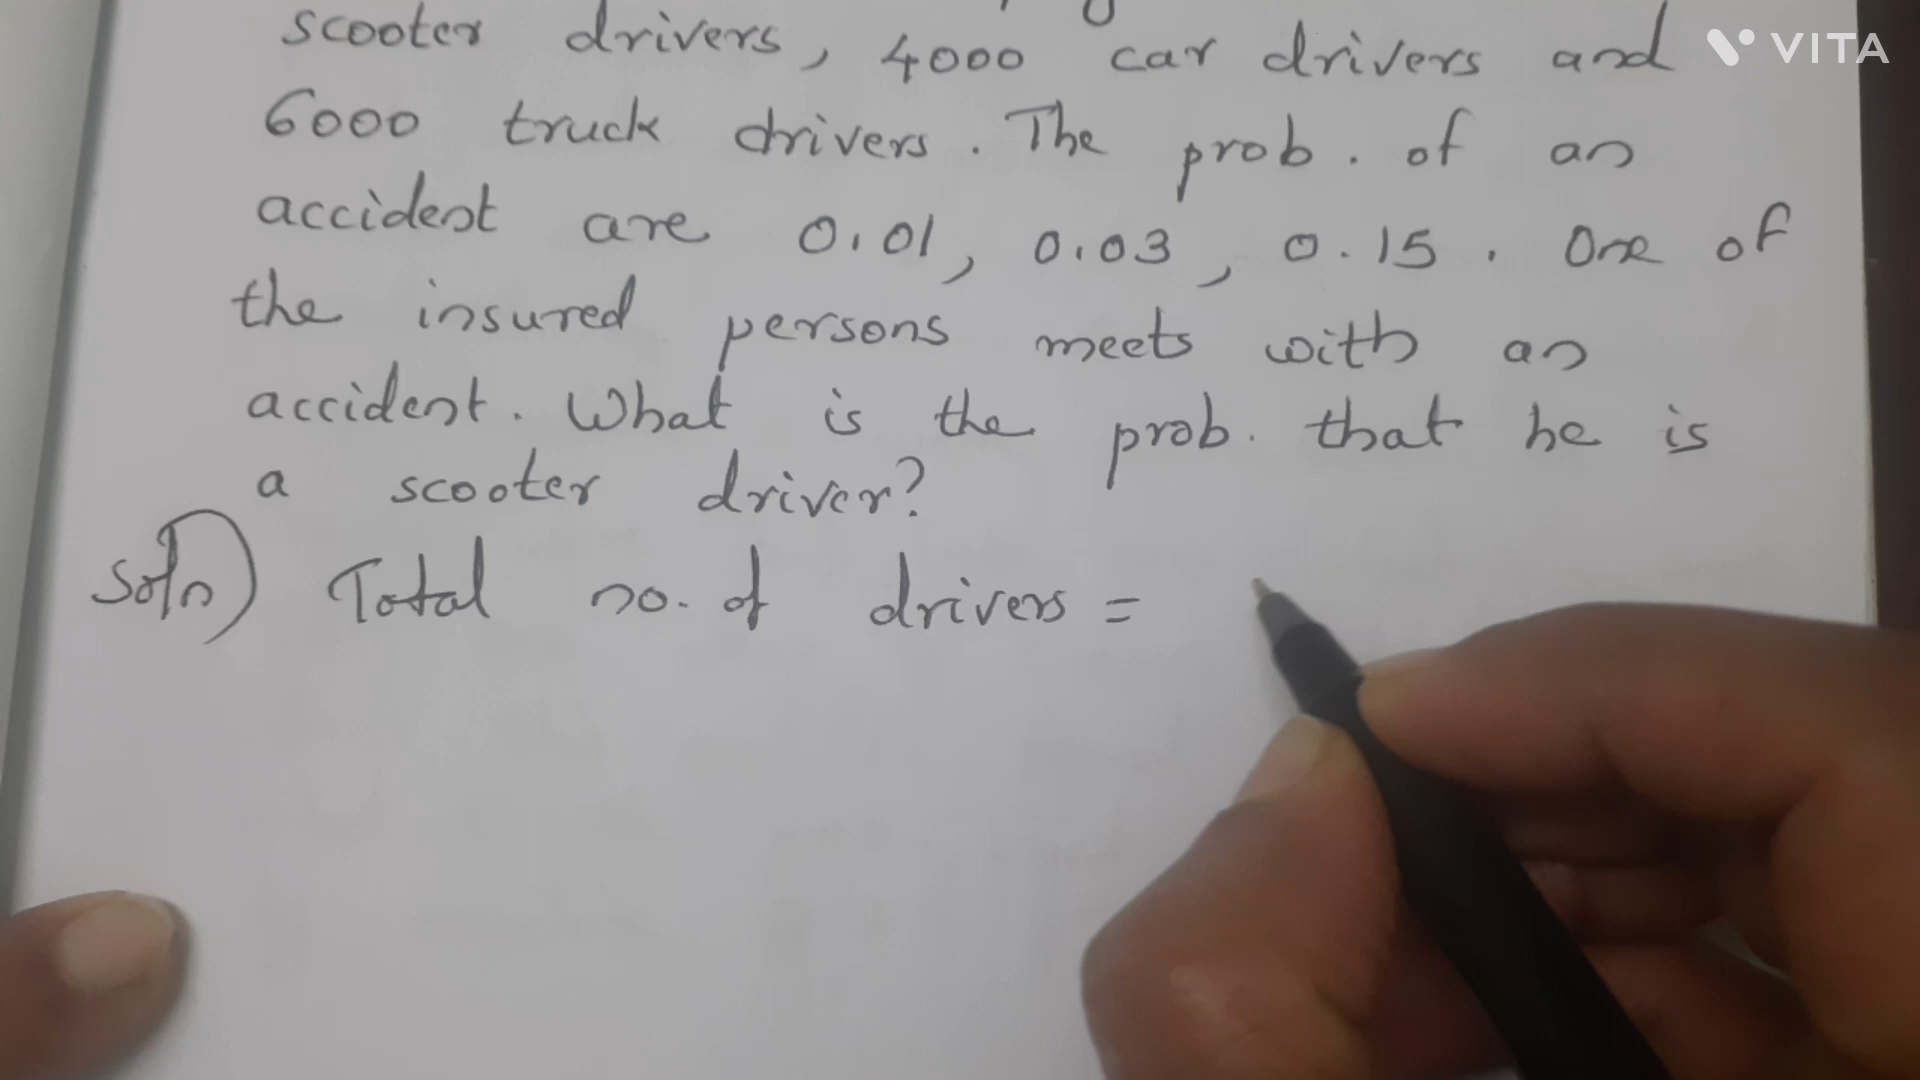 scooter drivers, 4000 car drivers and
6000 truck drivers. The prob. of an
accident are 0.01, 0.03, 0.15. One of
the insured persons meets with an
accident. What is the prob. that he is
a scooter driver?
Soln) Total no. of drivers =
VITA